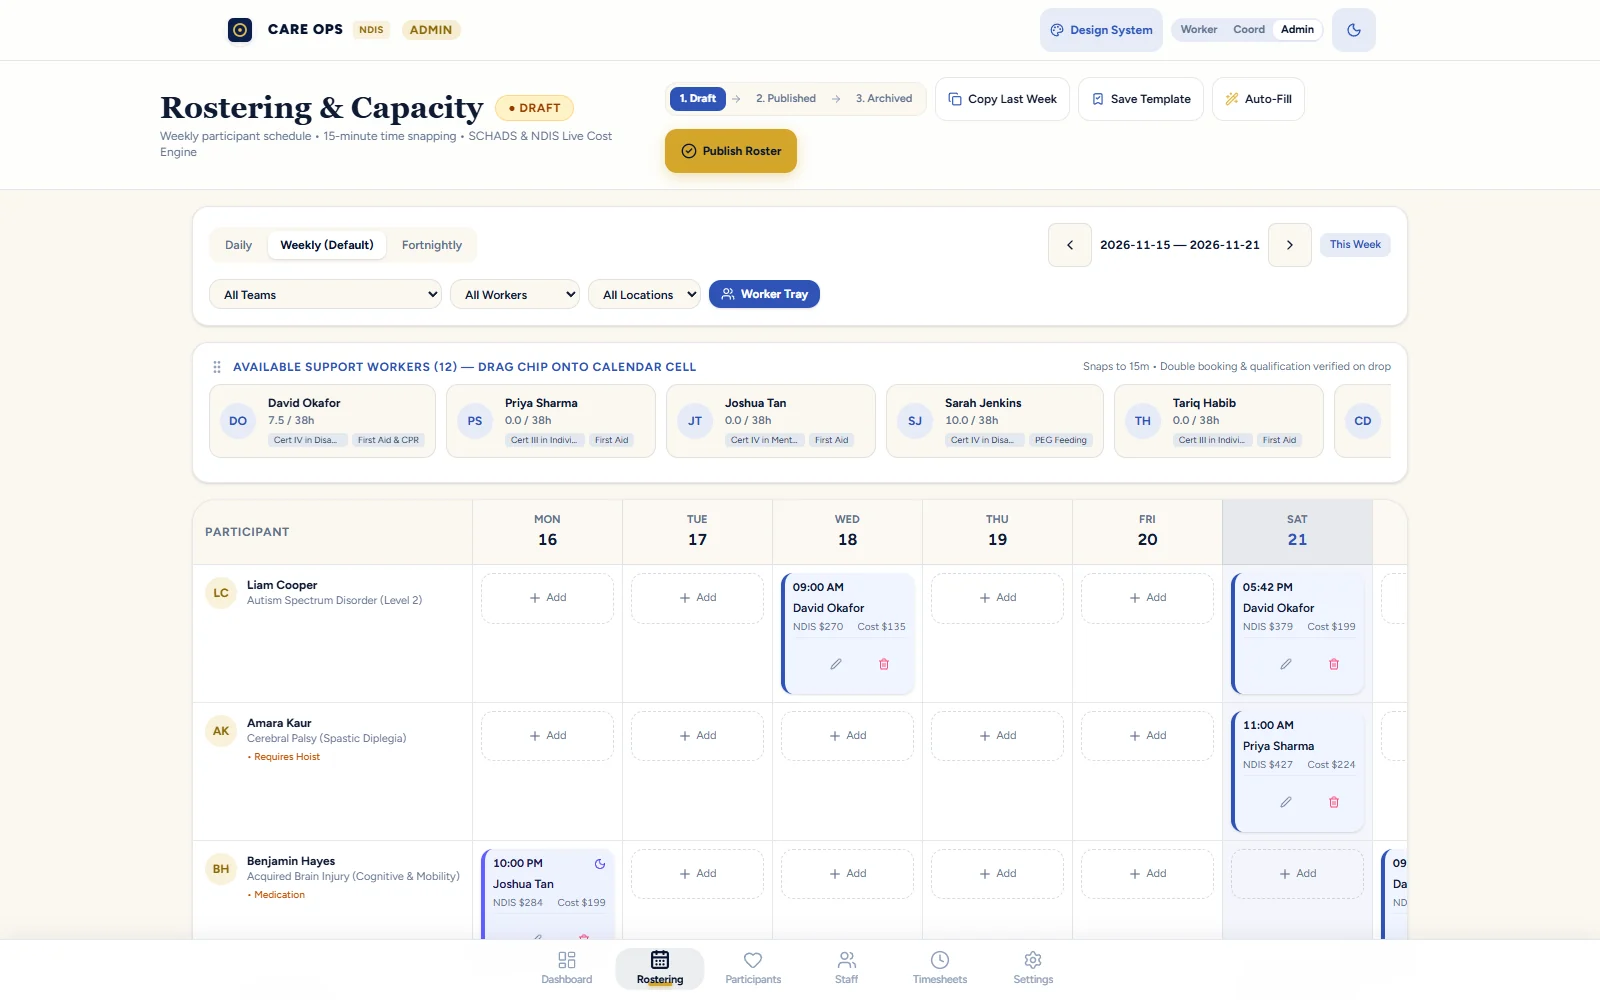 CARE OPS NDIS ADMIN
Design System Worker Coord Admin
Rostering & Capacity • DRAFT
Weekly participant schedule • 15-minute time snapping • SCHADS & NDIS Live Cost
Engine
1. Draft → 2. Published → 3. Archived Copy Last Week Save Template Auto-Fill
Publish Roster
Daily Weekly (Default) Fortnightly
2026-11-15 — 2026-11-21 This Week
All Teams All Workers All Locations Worker Tray
AVAILABLE SUPPORT WORKERS (12) — DRAG CHIP ONTO CALENDAR CELL
Snaps to 15m • Double booking & qualification verified on drop
DO David Okafor
7.5 / 38h
Cert IV in Disa... First Aid & CPR
PS Priya Sharma
0.0 / 38h
Cert III in Indivi... First Aid
JT Joshua Tan
0.0 / 38h
Cert IV in Ment... First Aid
SJ Sarah Jenkins
10.0 / 38h
Cert IV in Disa... PEG Feeding
TH Tariq Habib
0.0 / 38h
Cert III in Indivi... First Aid
CD
PARTICIPANT
MON TUE WED THU FRI SAT
16 17 18 19 20 21
LC Liam Cooper
Autism Spectrum Disorder (Level 2)
+ Add + Add
09:00 AM
David Okafor
NDIS $270 Cost $135
+ Add + Add
05:42 PM
David Okafor
NDIS $379 Cost $199
AK Amara Kaur
Cerebral Palsy (Spastic Diplegia)
• Requires Hoist
+ Add + Add + Add + Add + Add
11:00 AM
Priya Sharma
NDIS $427 Cost $224
BH Benjamin Hayes
Acquired Brain Injury (Cognitive & Mobility)
• Medication
10:00 PM
Joshua Tan
NDIS $284 Cost $199
+ Add + Add + Add + Add + Add
09
Da
ND
Dashboard Rostering Participants Staff Timesheets Settings